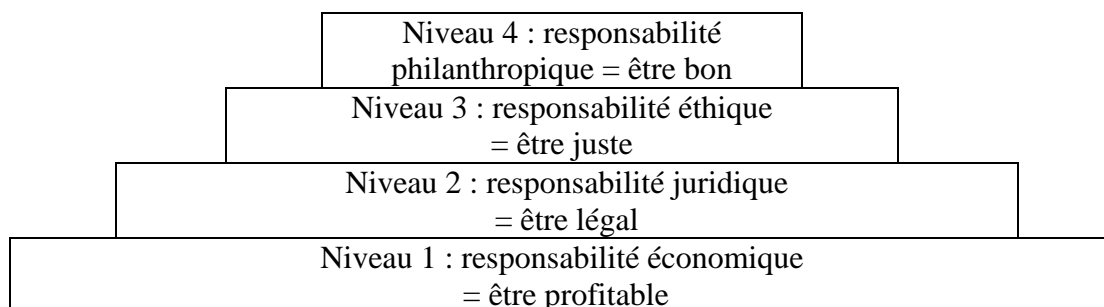 Niveau 4 : responsabilité
philanthropique = être bon
Niveau 3 : responsabilité éthique
= être juste
Niveau 2 : responsabilité juridique
= être légal
Niveau 1 : responsabilité économique
= être profitable